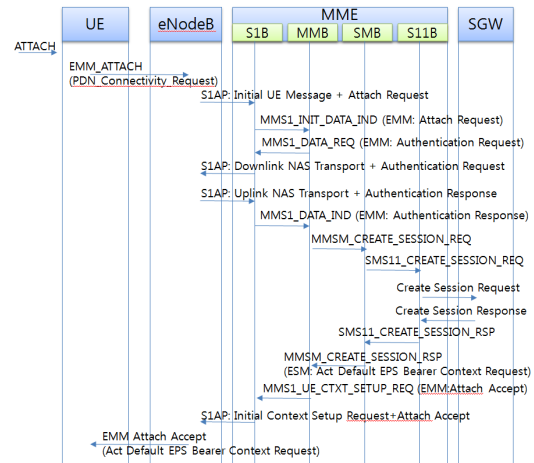 MME
UE
eNodeB
SGW
S1B
MMB
SMB
S11B
ATTACH
EMM_ATTACH
(PDN_Connectivity_Request)
S1AP: Initial UE Message + Attach Request
MMS1_INIT_DATA_IND (EMM: Attach Request)
MMS1_DATA_REQ (EMM: Authentication Request)
S1AP: Downlink NAS Transport + Authentication Request
S1AP: Uplink NAS Transport + Authentication Response
MMS1_DATA_IND (EMM: Authentication Response)
MMSM_CREATE_SESSION_REQ
SMS11_CREATE_SESSION_REQ
Create Session Request
Create Session Response
SMS11_CREATE_SESSION_RSP
MMSM_CREATE_SESSION_RSP
(ESM: Act Default EPS Bearer Context Request)
MMS1_UE_CTXT_SETUP_REQ (EMM:Attach Accept)
S1AP: Initial Context Setup Request+Attach Accept
EMM Attach Accept
(Act Default EPS Bearer Context Request)